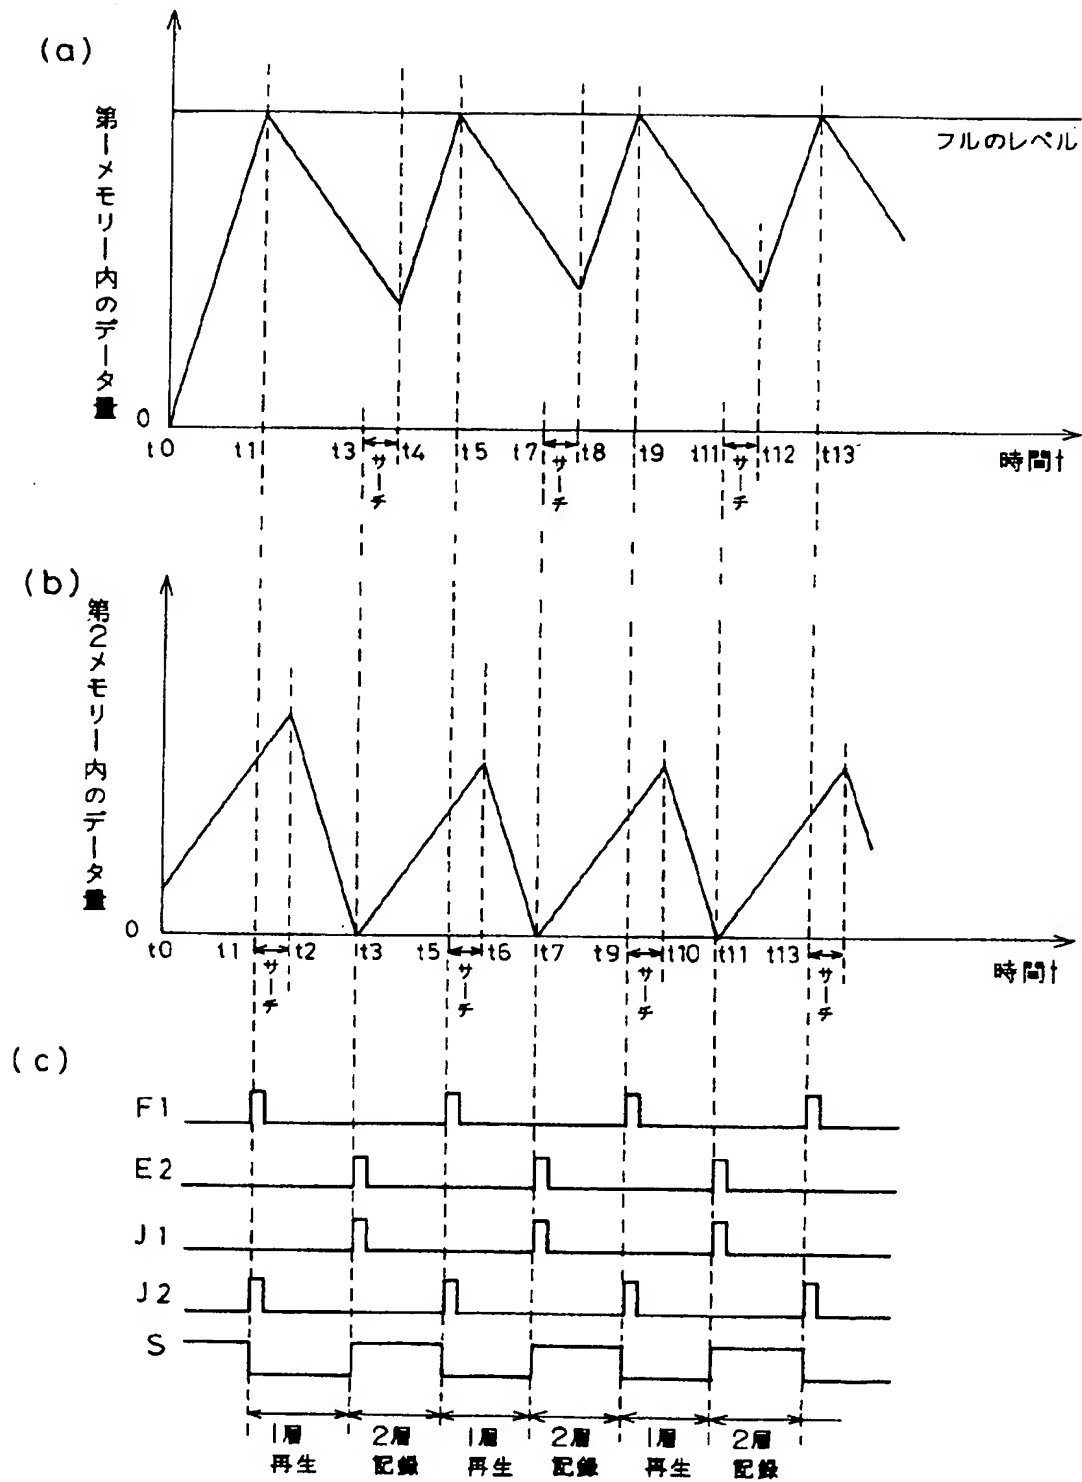 (a)
第一メモリー内のデータ量
フルのレベル
0
t0 t1 t3 t4 t5 t7 t8 t9 t11 t12 t13
サーチ サーチ サーチ
時間t
(b)
第2メモリー内のデータ量
0
t0 t1 t2 t3 t5 t6 t7 t9 t10 t11 t13
サーチ サーチ サーチ サーチ
時間t
(c)
F1
E2
J1
J2
S
1層再生 2層記録 1層再生 2層記録 1層再生 2層記録